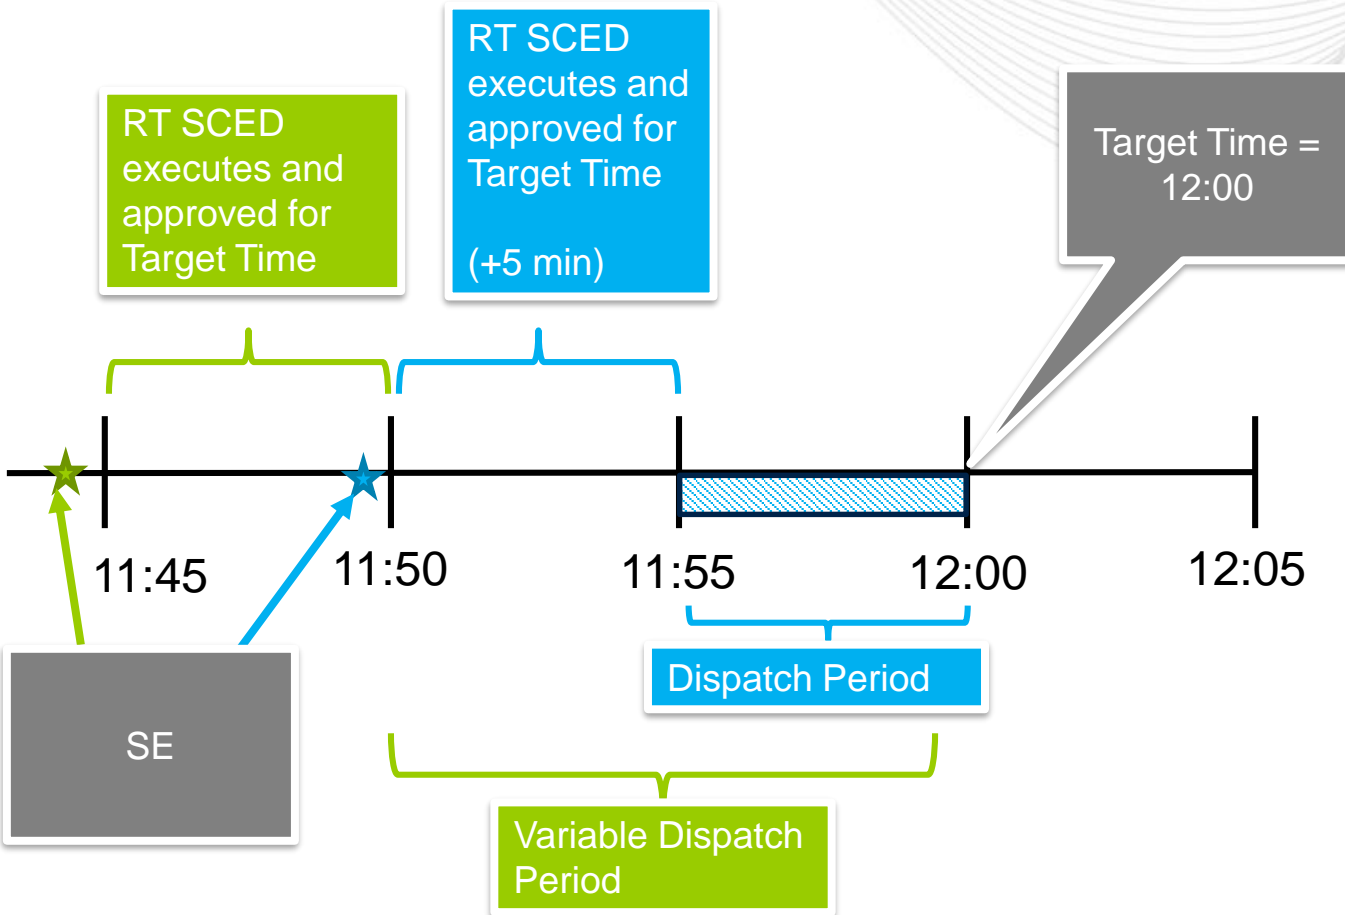 RT SCED
executes and
approved for
Target Time
RT SCED
executes and
approved for
Target Time
(+5 min)
Target Time =
12:00
11:45
11:50
11:55
12:00
12:05
SE
Dispatch Period
Variable Dispatch
Period